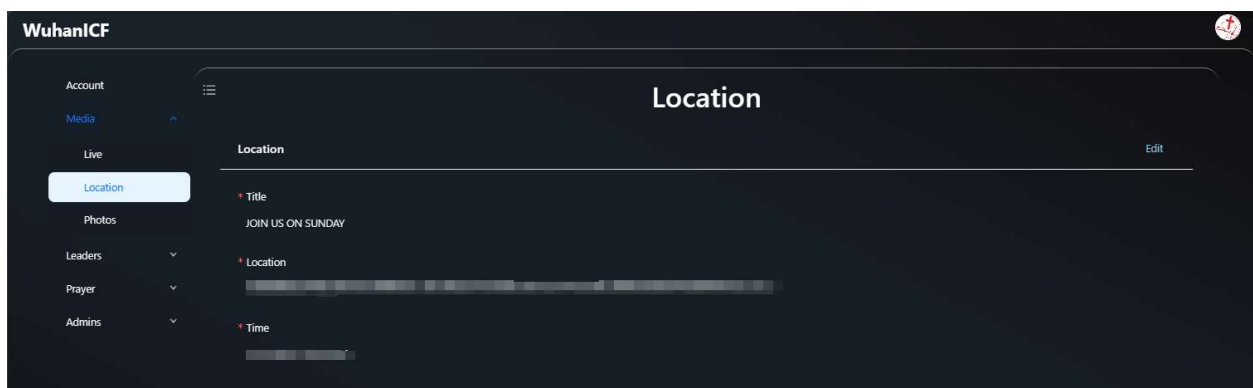 WuhanICF
Account
Media
Live
Location
Photos
Leaders
Prayer
Admins
Location
Location
Edit
* Title
JOIN US ON SUNDAY
* Location
* Time